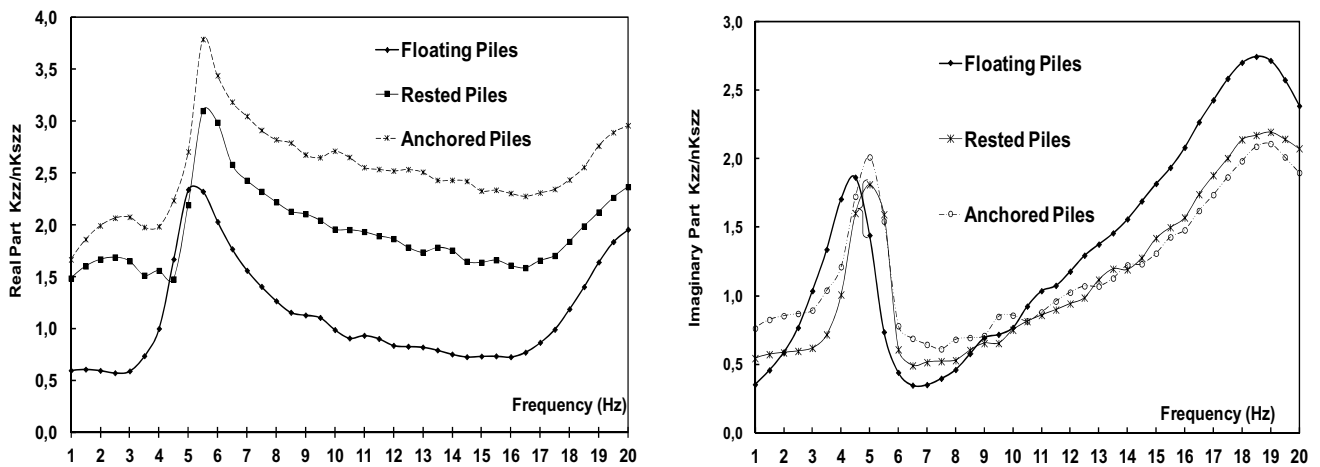 4,0
3,5
3,0
2,5
2,0
1,5
1,0
0,5
0,0
Real Part Kzz/nKszz
Floating Piles
Rested Piles
Anchored Piles
Frequency (Hz)
1 2 3 4 5 6 7 8 9 10 11 12 13 14 15 16 17 18 19 20
3,0
2,5
2,0
1,5
1,0
0,5
0,0
Imaginary Part Kzz/nKszz
Floating Piles
Rested Piles
Anchored Piles
Frequency (Hz)
1 2 3 4 5 6 7 8 9 10 11 12 13 14 15 16 17 18 19 20